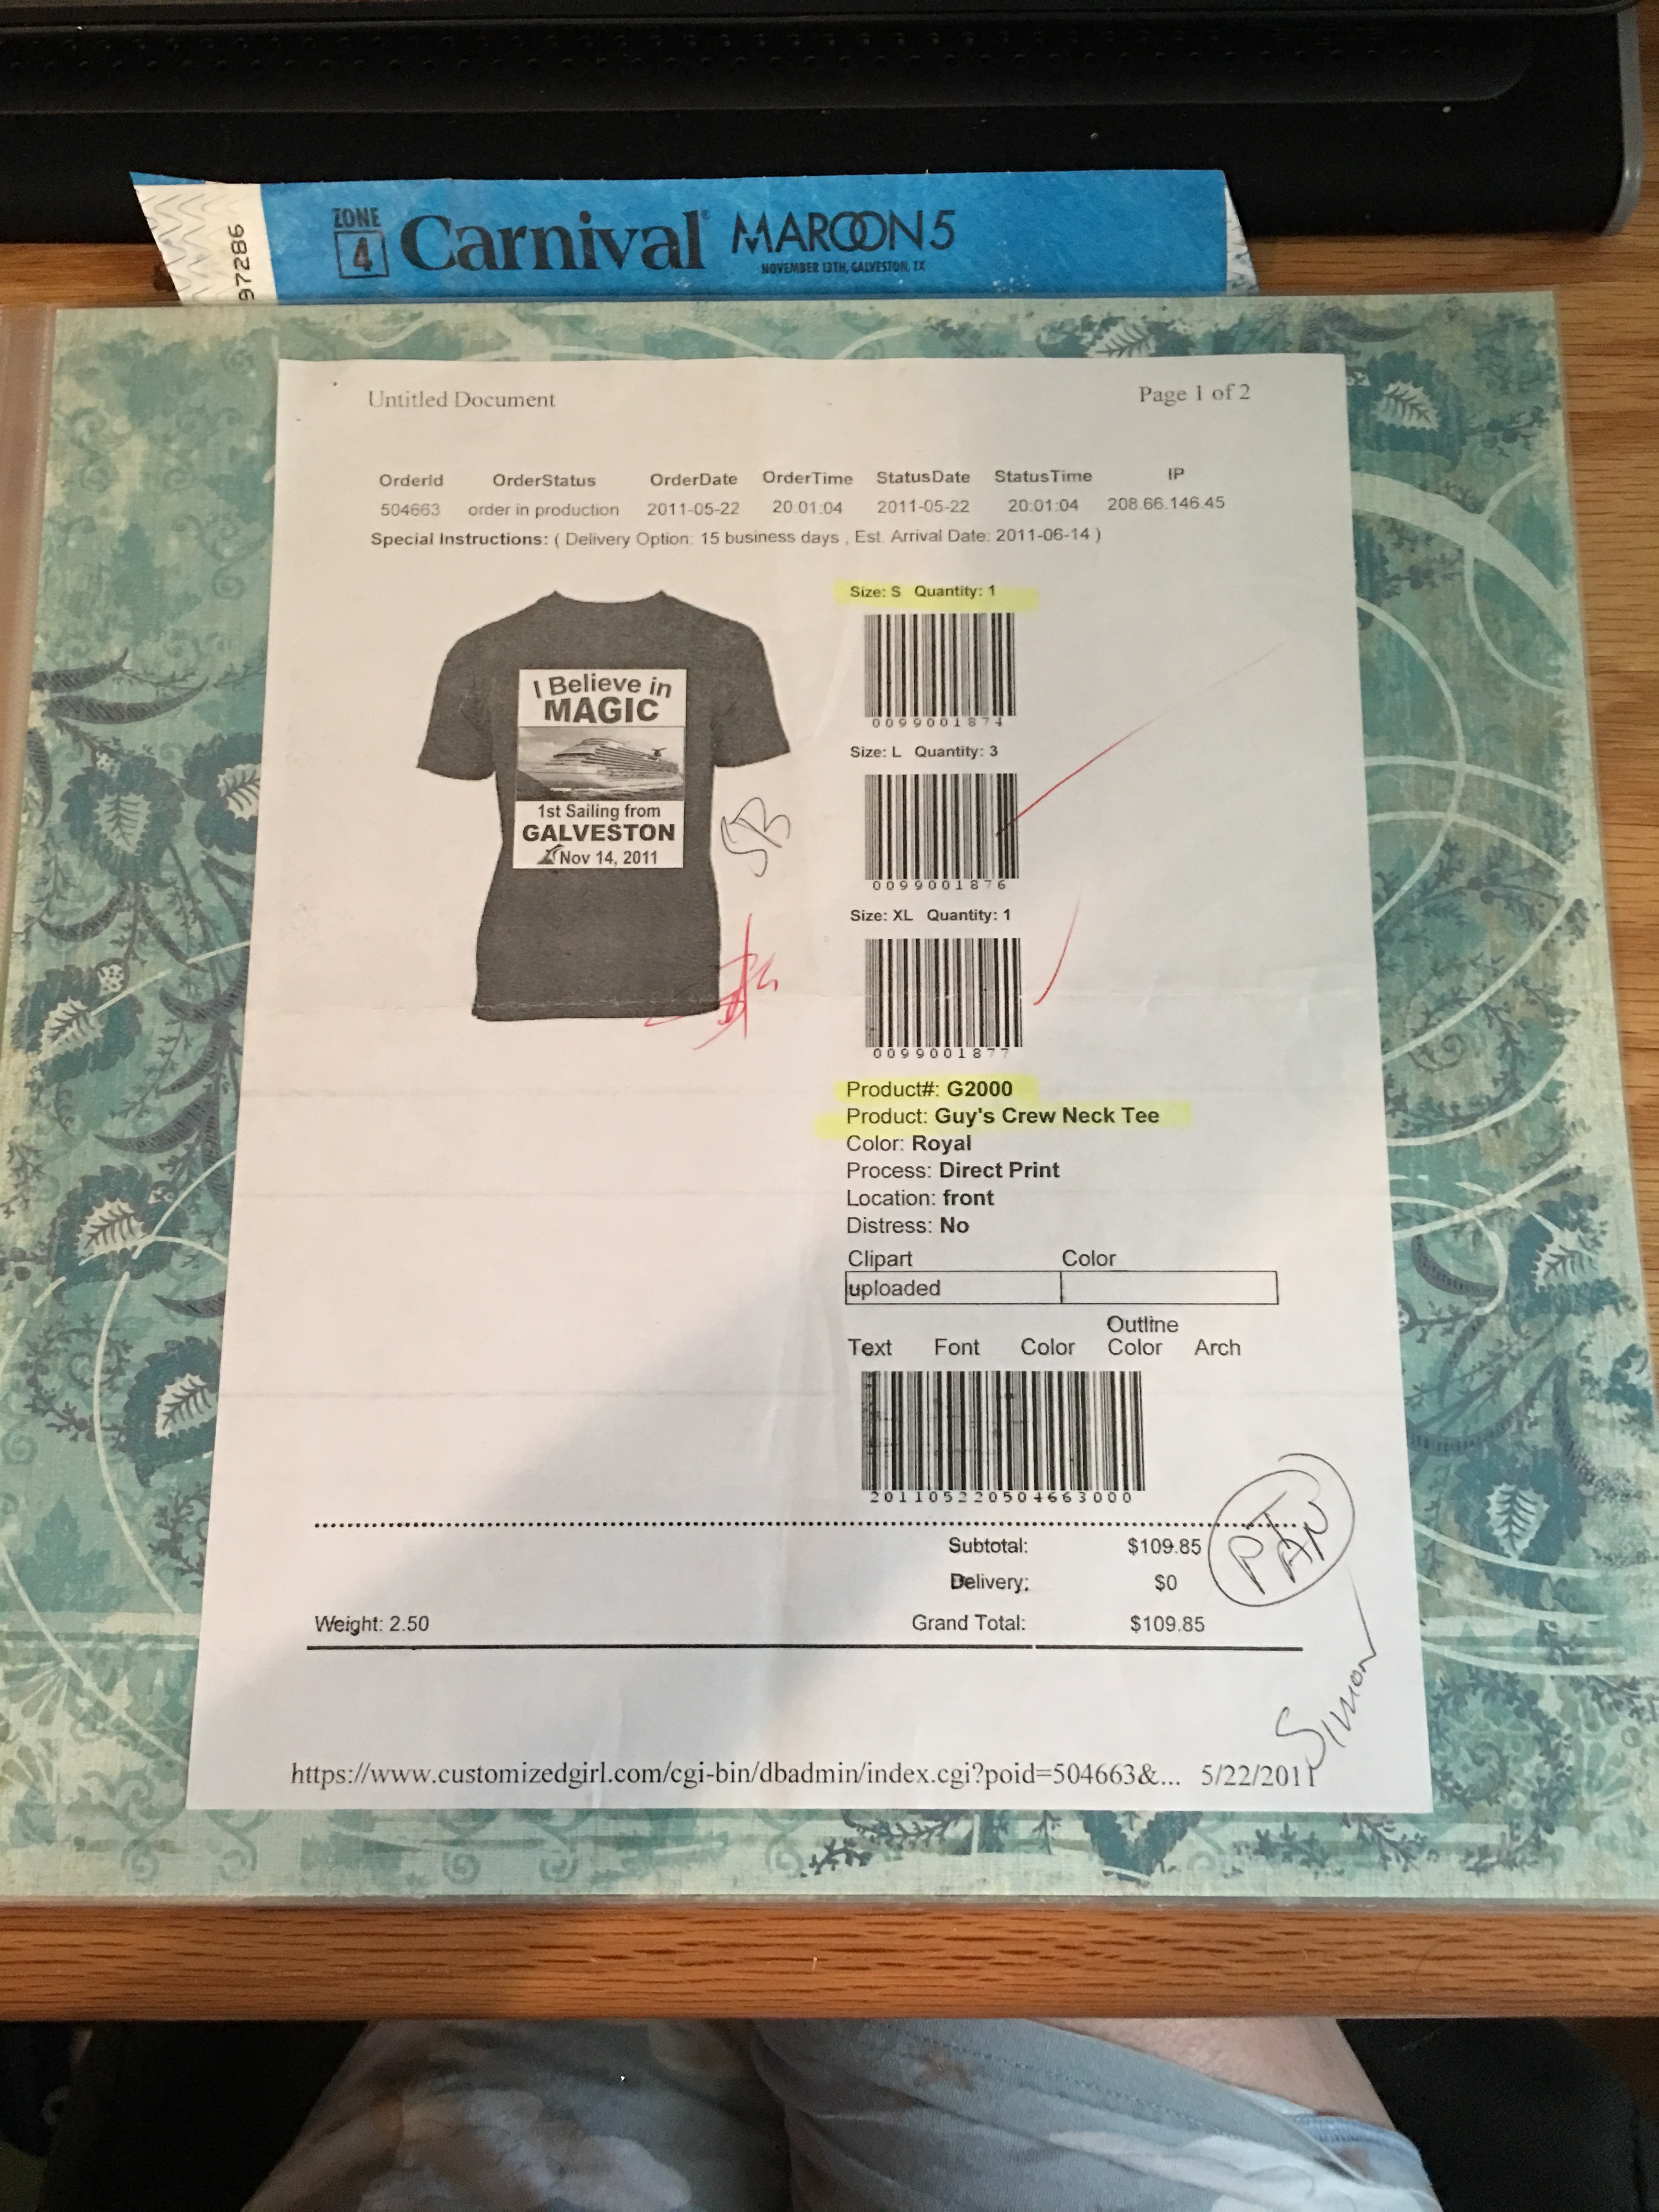 ZONE
4
Carnival® MAROON 5
NOVEMBER 13TH, GALVESTON, TX
97286
Untitled Document Page 1 of 2
OrderId OrderStatus OrderDate OrderTime StatusDate StatusTime IP
504663 order in production 2011-05-22 20:01:04 2011-05-22 20:01:04 208.66.146.45
Special Instructions: ( Delivery Option: 15 business days , Est. Arrival Date: 2011-06-14 )
I Believe in
MAGIC
1st Sailing from
GALVESTON
Nov 14, 2011
SB
Size: S Quantity: 1
0099001874
Size: L Quantity: 3
0099001876
Size: XL Quantity: 1
0099001877
Product#: G2000
Product: Guy's Crew Neck Tee
Color: Royal
Process: Direct Print
Location: front
Distress: No
Clipart Color
uploaded
Text Font Color Outline Color Arch
201105220504663000
Subtotal: $109.85
Delivery: $0
Weight: 2.50 Grand Total: $109.85
Simon
https://www.customizedgirl.com/cgi-bin/dbadmin/index.cgi?poid=504663&... 5/22/2011